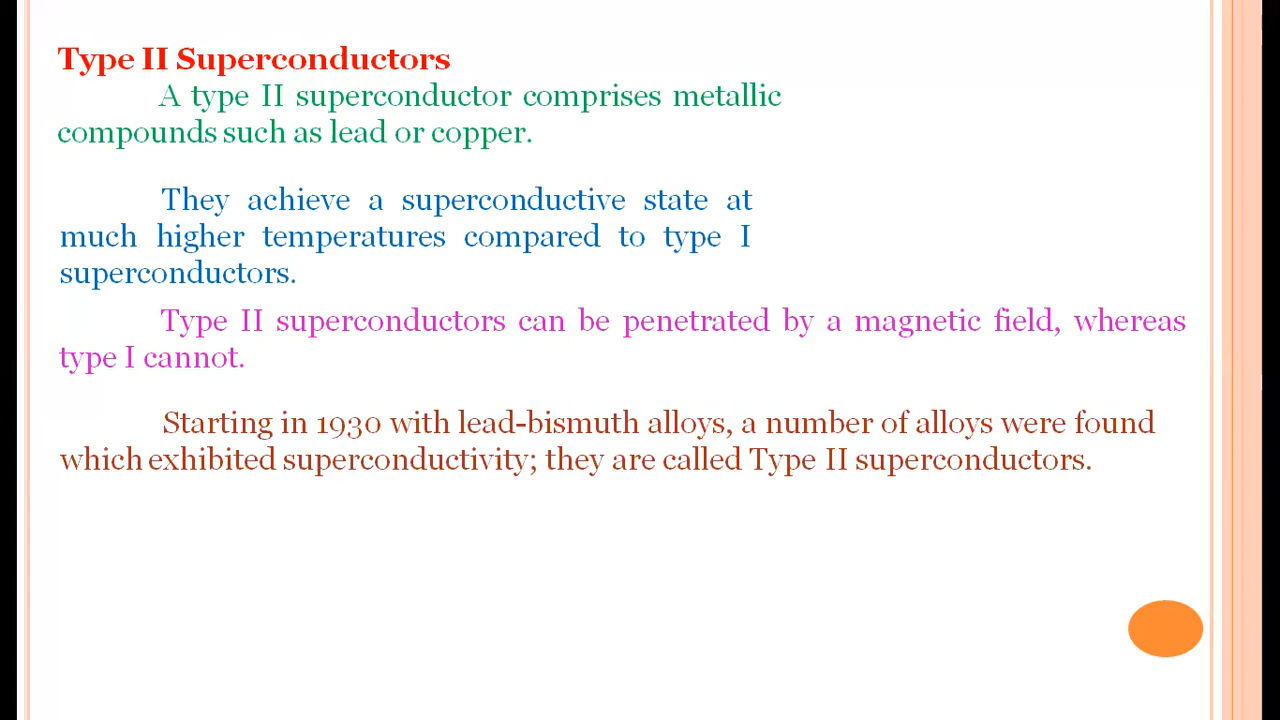 Type II Superconductors
A type II superconductor comprises metallic
compounds such as lead or copper.
They achieve a superconductive state at
much higher temperatures compared to type I
superconductors.
Type II superconductors can be penetrated by a magnetic field, whereas
type I cannot.
Starting in 1930 with lead-bismuth alloys, a number of alloys were found
which exhibited superconductivity; they are called Type II superconductors.